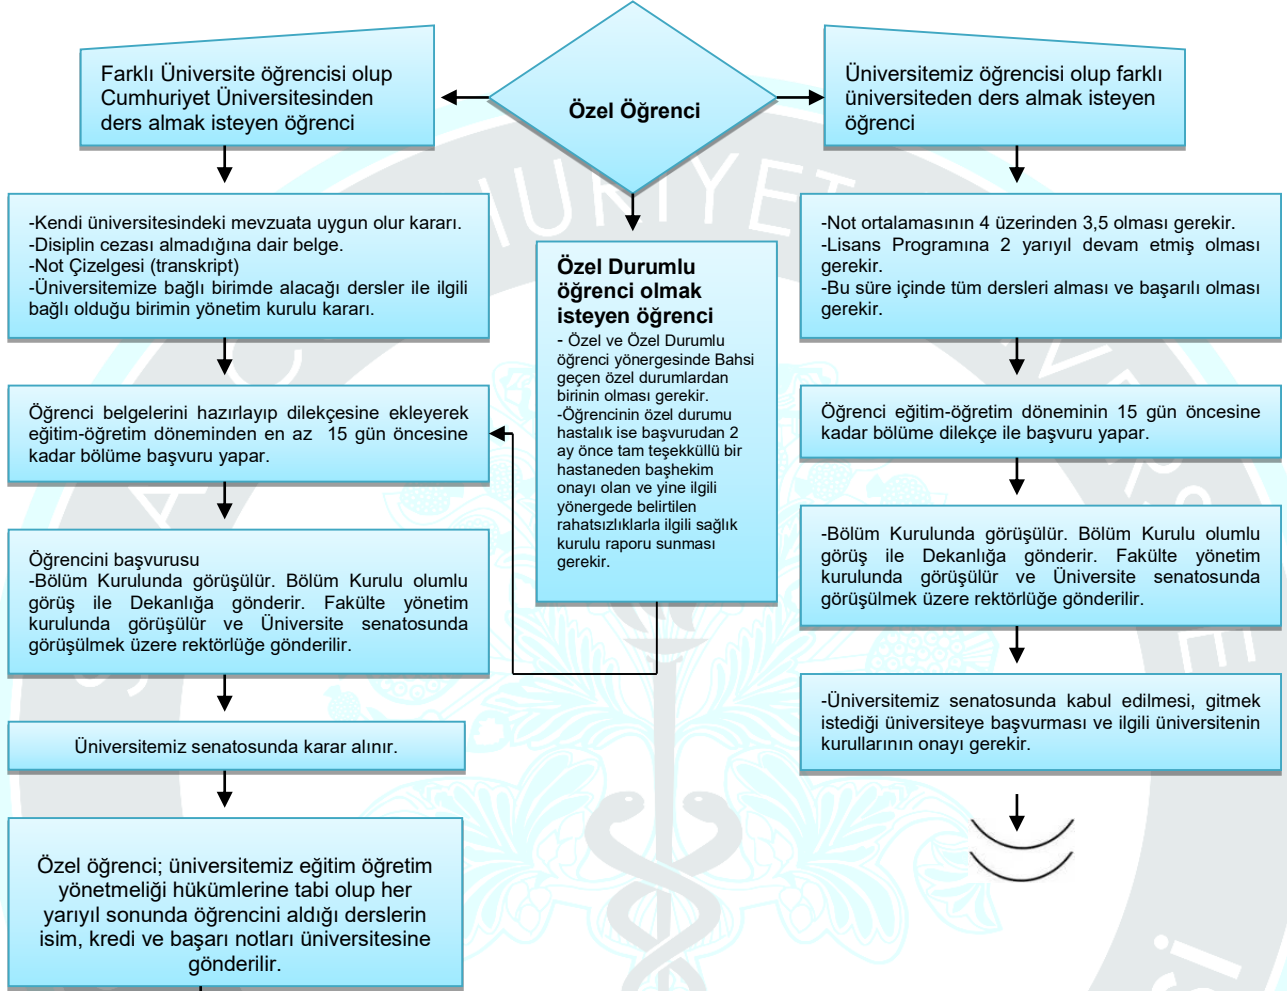 Özel Öğrenci
Farklı Üniversite öğrencisi olup
Cumhuriyet Üniversitesinden
ders almak isteyen öğrenci
-Kendi üniversitesindeki mevzuata uygun olur kararı.
-Disiplin cezası almadığına dair belge.
-Not Çizelgesi (transkript)
-Üniversitemize bağlı birimde alacağı dersler ile ilgili
bağlı olduğu birimin yönetim kurulu kararı.
Öğrenci belgelerini hazırlayıp dilekçesine ekleyerek
eğitim-öğretim döneminden en az 15 gün öncesine
kadar bölüme başvuru yapar.
Öğrencini başvurusu
-Bölüm Kurulunda görüşülür. Bölüm Kurulu olumlu
görüş ile Dekanlığa gönderir. Fakülte yönetim
kurulunda görüşülür ve Üniversite senatosunda
görüşülmek üzere rektörlüğe gönderilir.
Üniversitemiz senatosunda karar alınır.
Özel öğrenci; üniversitemiz eğitim öğretim
yönetmeliği hükümlerine tabi olup her
yarıyıl sonunda öğrencini aldığı derslerin
isim, kredi ve başarı notları üniversitesine
gönderilir.
Özel Durumlu
öğrenci olmak
isteyen öğrenci
- Özel ve Özel Durumlu
öğrenci yönergesinde Bahsi
geçen özel durumlardan
birinin olması gerekir.
-Öğrencinin özel durumu
hastalık ise başvurudan 2
ay önce tam teşekküllü bir
hastaneden başhekim
onayı olan ve yine ilgili
yönergede belirtilen
rahatsızlıklarla ilgili sağlık
kurulu raporu sunması
gerekir.
Üniversitemiz öğrencisi olup farklı
üniversiteden ders almak isteyen
öğrenci
-Not ortalamasının 4 üzerinden 3,5 olması gerekir.
-Lisans Programına 2 yarıyıl devam etmiş olması
gerekir.
-Bu süre içinde tüm dersleri alması ve başarılı olması
gerekir.
Öğrenci eğitim-öğretim döneminin 15 gün öncesine
kadar bölüme dilekçe ile başvuru yapar.
-Bölüm Kurulunda görüşülür. Bölüm Kurulu olumlu
görüş ile Dekanlığa gönderir. Fakülte yönetim
kurulunda görüşülür ve Üniversite senatosunda
görüşülmek üzere rektörlüğe gönderilir.
-Üniversitemiz senatosunda kabul edilmesi, gitmek
istediği üniversiteye başvurması ve ilgili üniversitenin
kurullarının onayı gerekir.